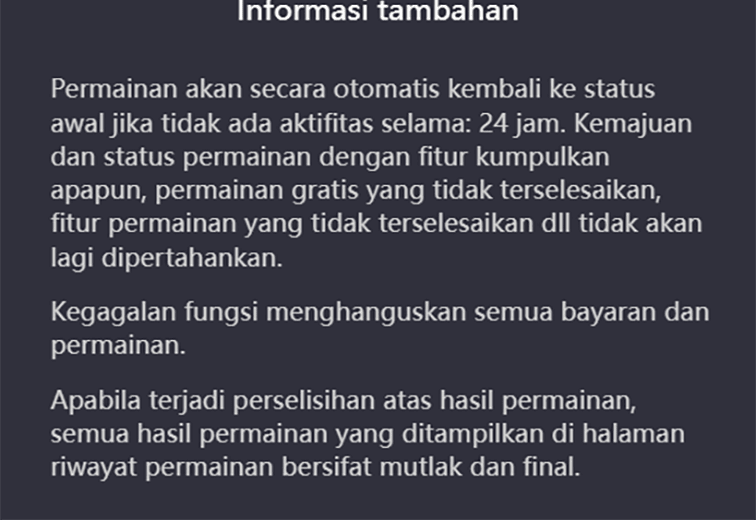 Informasi tambahan
Permainan akan secara otomatis kembali ke status
awal jika tidak ada aktifitas selama: 24 jam. Kemajuan
dan status permainan dengan fitur kumpulkan
apapun, permainan gratis yang tidak terselesaikan,
fitur permainan yang tidak terselesaikan dll tidak akan
lagi dipertahankan.
Kegagalan fungsi menghanguskan semua bayaran dan
permainan.
Apabila terjadi perselisihan atas hasil permainan,
semua hasil permainan yang ditampilkan di halaman
riwayat permainan bersifat mutlak dan final.